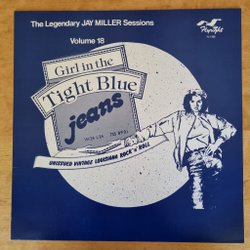 The Legendary JAY MILLER Sessions
Volume 18
Flyright
Girl in the
Tight Blue
jeans
UNISSUED VINTAGE LOUISIANA ROCK 'n' ROLL